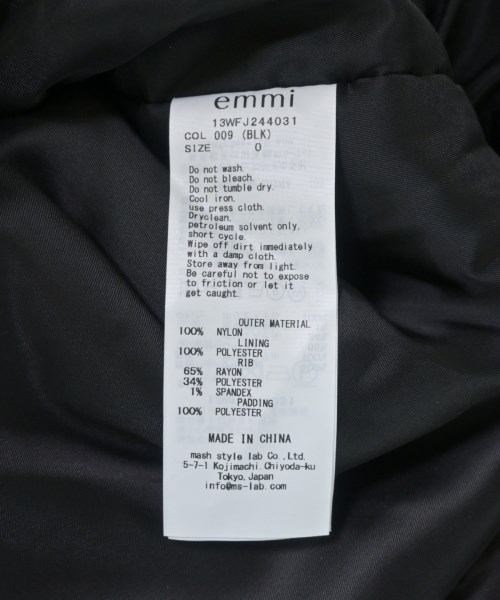 emmi
13WFJ244031
COL 009 (BLK)
SIZE 0
Do not wash.
Do not bleach.
Do not tumble dry.
Cool iron.
use press cloth.
Dryclean.
petroleum solvent only,
short cycle.
Wipe off dirt immediately
with a damp cloth.
Store away from light.
Be careful not to expose
to friction or let it
get caught.
OUTER MATERIAL
100% NYLON
LINING
100% POLYESTER
RIB
65% RAYON
34% POLYESTER
1% SPANDEX
PADDING
100% POLYESTER
MADE IN CHINA
mash style lab Co.,Ltd.
5-7-1 Kojimachi.Chiyoda-ku
Tokyo.Japan
info@ms-lab.com